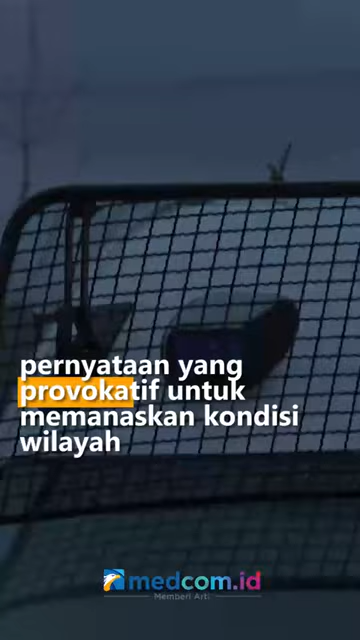 pernyataan yang
provokatif untuk
memanaskan kondisi
wilayah
medcom.id
Memberi Arti